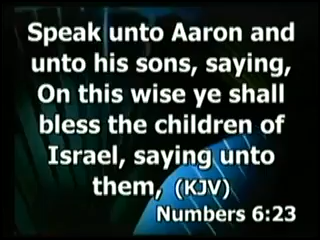 Speak unto Aaron and
unto his sons, saying,
On this wise ye shall
bless the children of
Israel, saying unto
them, (KJV)
Numbers 6:23